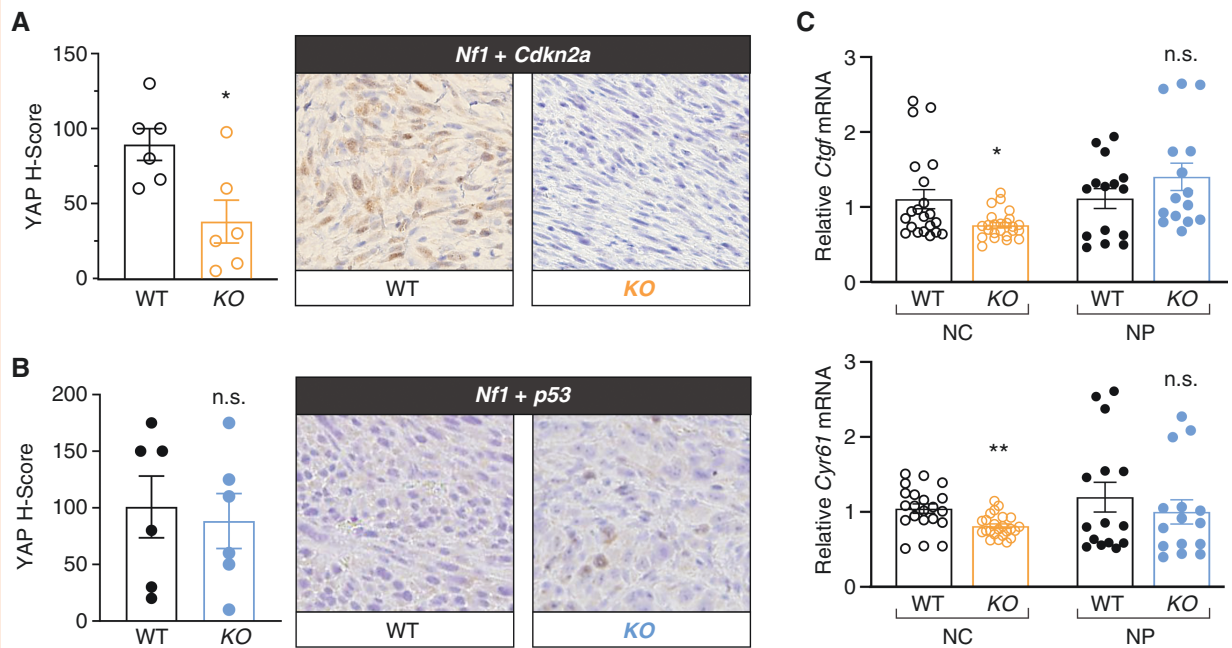 A
YAP H-Score
150
100
50
0
*
WT
KO
Nf1 + Cdkn2a
WT
KO
B
YAP H-Score
200
150
100
50
0
n.s.
WT
KO
Nf1 + p53
WT
KO
C
Relative Ctgf mRNA
3
2
1
0
*
n.s.
WT
KO
WT
KO
NC
NP
Relative Cyr61 mRNA
3
2
1
0
**
n.s.
WT
KO
WT
KO
NC
NP